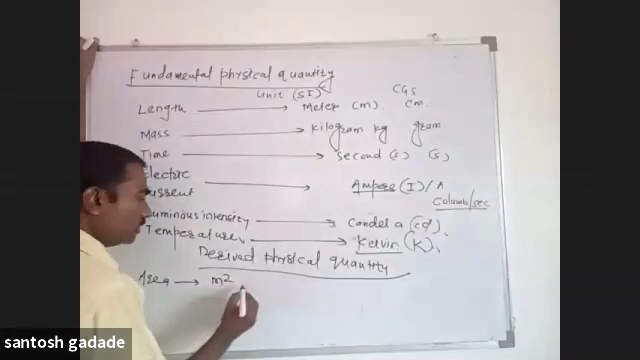 Fundamental physical quantity
Unit (SI) CGS
Length → Meter (m). cm.
Mass → kilogram kg gram
Time → second (s) (s)
Electric
current → Ampere (I)/A
Colomb/sec
Luminous intensity → Candela (cd).
Temperature → Kelvin (K).
Derived physical quantity
Area → m2
santosh gadade